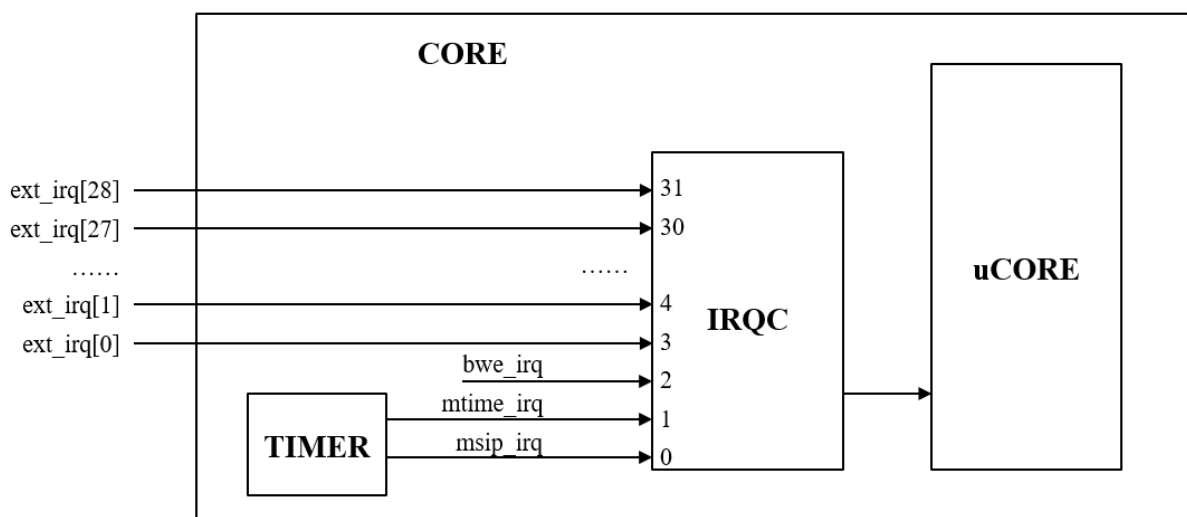 CORE
ext_irq[28]
31
ext_irq[27]
30
uCORE
……
……
ext_irq[1]
4
IRQC
ext_irq[0]
3
bwe_irq
2
mtime_irq
1
TIMER
msip_irq
0